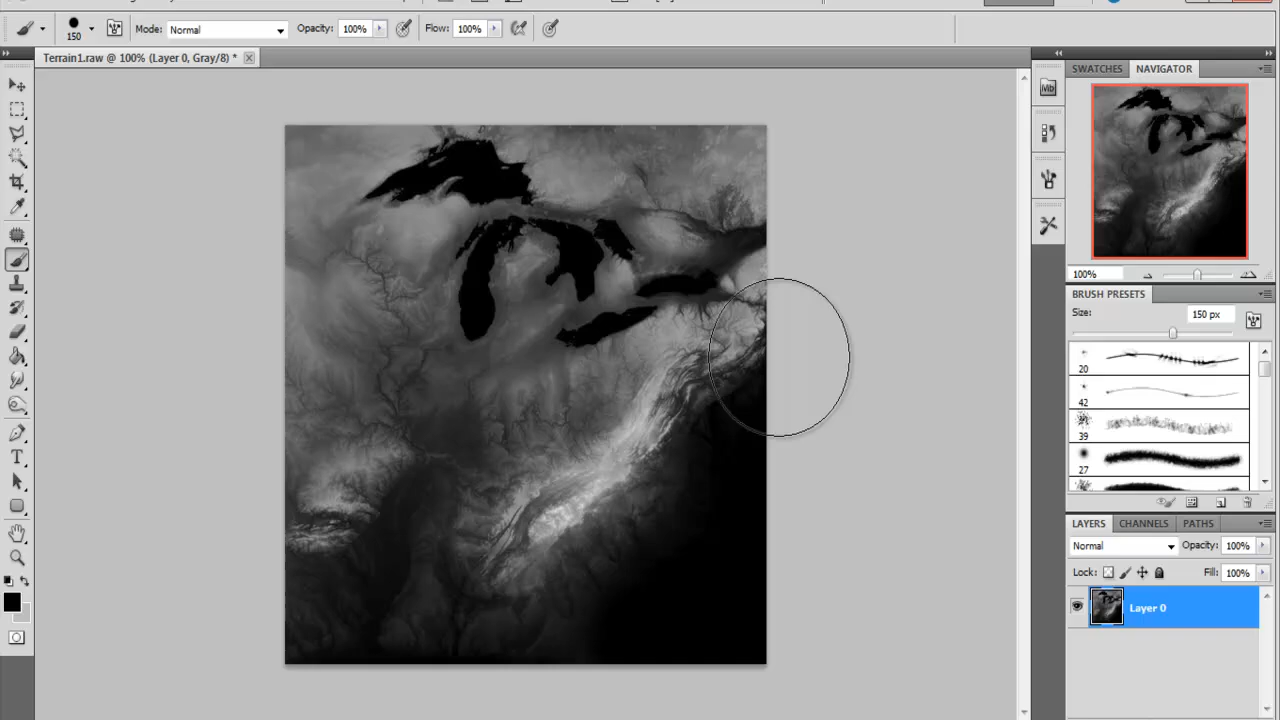 150 Mode: Normal Opacity: 100% Flow: 100%
Terrain1.raw @ 100% (Layer 0, Gray/8) *
SWATCHES NAVIGATOR
Mb
100%
BRUSH PRESETS
Size: 150 px
20
42
39
27
LAYERS CHANNELS PATHS
Normal Opacity: 100%
Lock: Fill: 100%
Layer 0